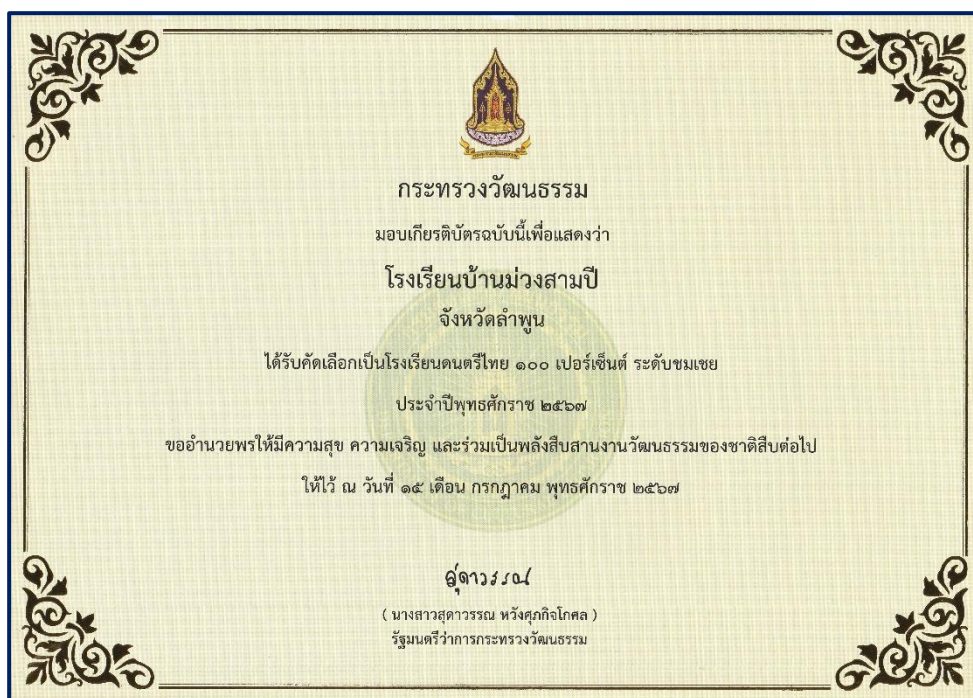 กระทรวงวัฒนธรรม
มอบเกียรติบัตรฉบับนี้เพื่อแสดงว่า
โรงเรียนบ้านม่วงสามปี
จังหวัดลำพูน
ได้รับคัดเลือกเป็นโรงเรียนดนตรีไทย ๑๐๐ เปอร์เซ็นต์ ระดับชมเชย
ประจำปีพุทธศักราช ๒๕๖๗
ขออำนวยพรให้มีความสุข ความเจริญ และร่วมเป็นพลังสืบสานงานวัฒนธรรมของชาติสืบต่อไป
ให้ไว้ ณ วันที่ ๑๕ เดือน กรกฎาคม พุทธศักราช ๒๕๖๗
สุดาวรรณ
( นางสาวสุดาวรรณ หวังศุภกิจโกศล )
รัฐมนตรีว่าการกระทรวงวัฒนธรรม